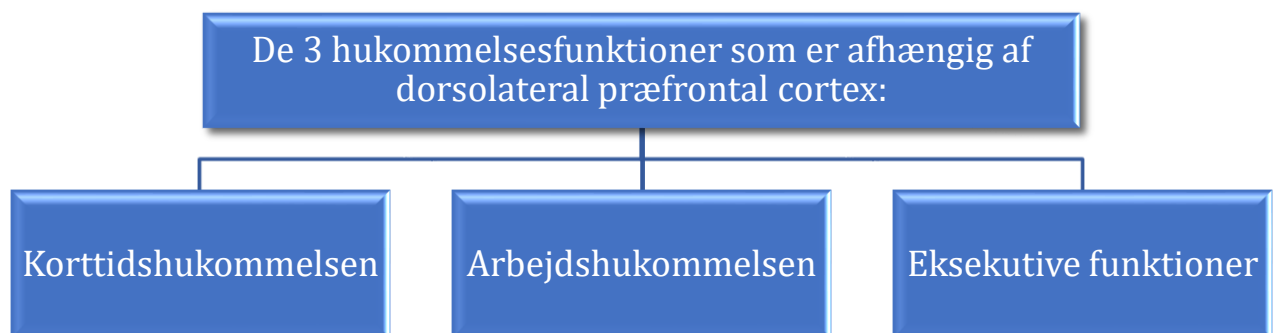 De 3 hukommelsesfunktioner som er afhængig af
dorsolateral præfrontal cortex:
Korttidshukommelsen
Arbejdshukommelsen
Eksekutive funktioner